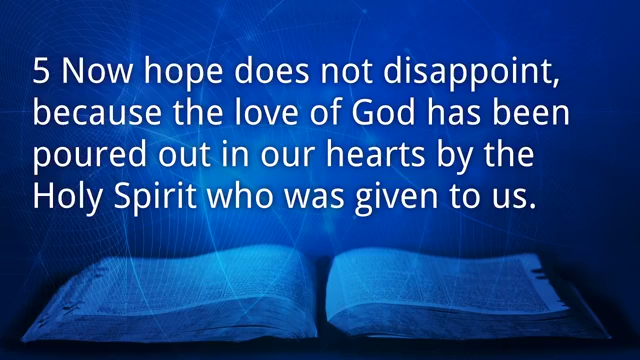 5 Now hope does not disappoint,
because the love of God has been
poured out in our hearts by the
Holy Spirit who was given to us.